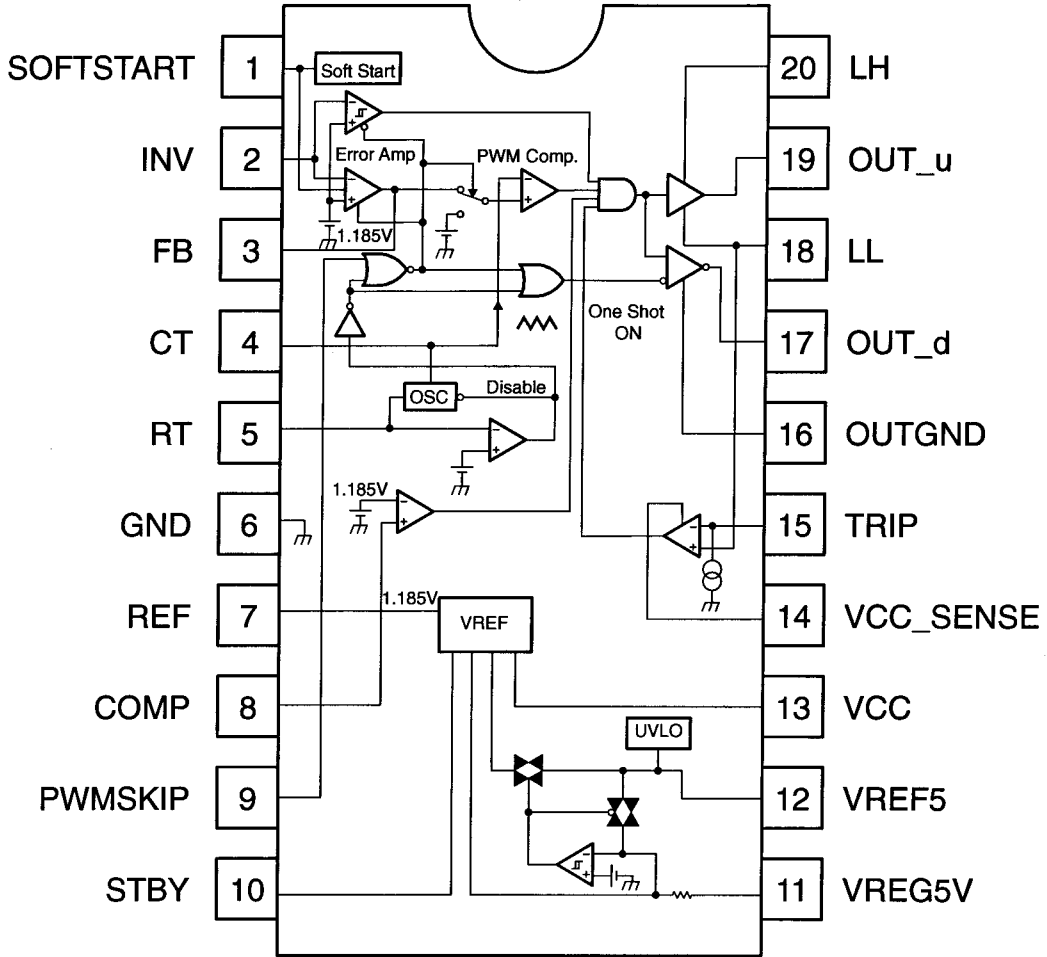 SOFTSTART 1 Soft Start 20 LH
INV 2 Error Amp PWM Comp. 19 OUT_u
1.185V
FB 3 18 LL
One Shot
ON
CT 4 17 OUT_d
OSC Disable
RT 5 16 OUTGND
1.185V
GND 6 15 TRIP
1.185V
REF 7 VREF 14 VCC_SENSE
COMP 8 13 VCC
UVLO
PWMSKIP 9 12 VREF5
STBY 10 11 VREG5V